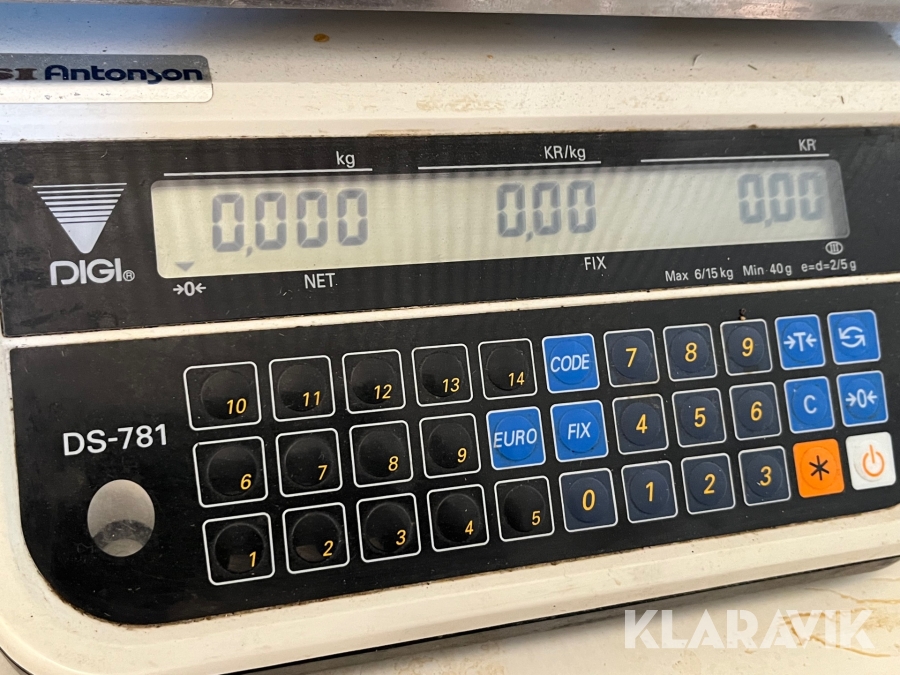 Antonson
kg KR/kg KR
0,000 0,00 0,00
DIGI®
→0← NET FIX Max 6/15 kg Min 40 g e=d=2/5 g
III
DS-781
10 11 12 13 14 CODE 7 8 9 →T←
6 7 8 9 EURO FIX 4 5 6 C →0←
1 2 3 4 5 0 1 2 3 *
KLARAVIK